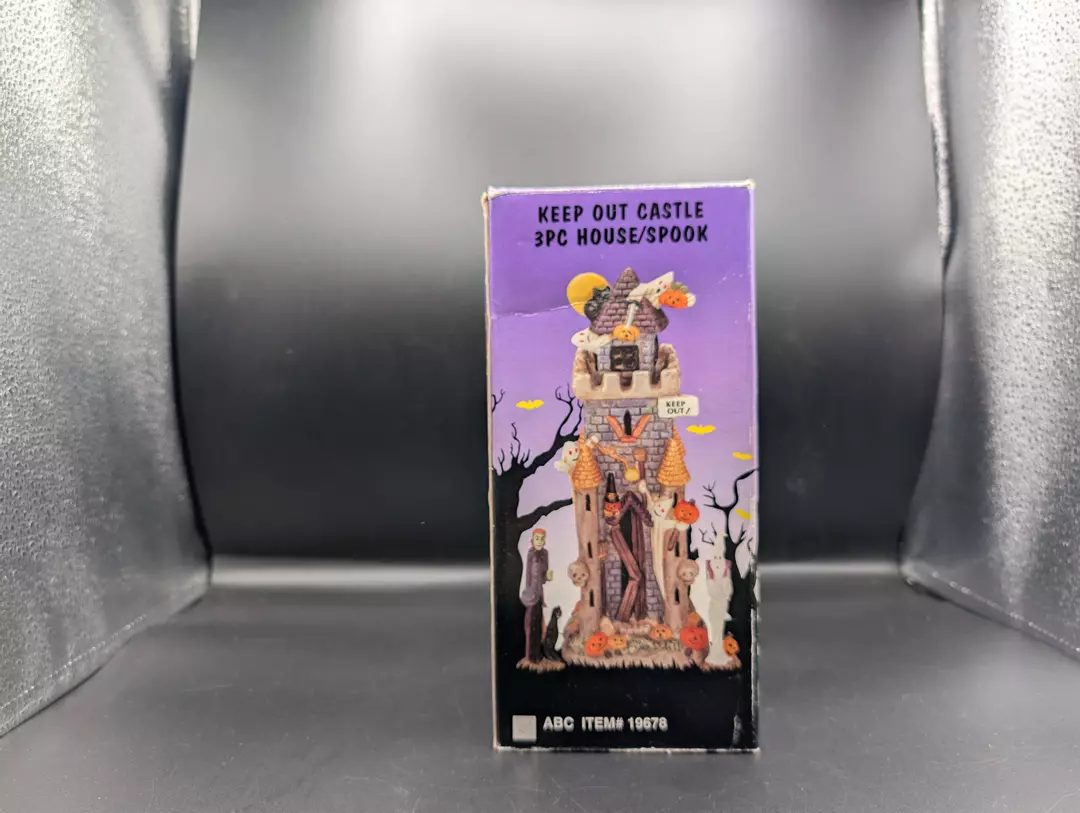 KEEP OUT CASTLE
3PC HOUSE/SPOOK
KEEP
OUT!
ABC ITEM# 19678